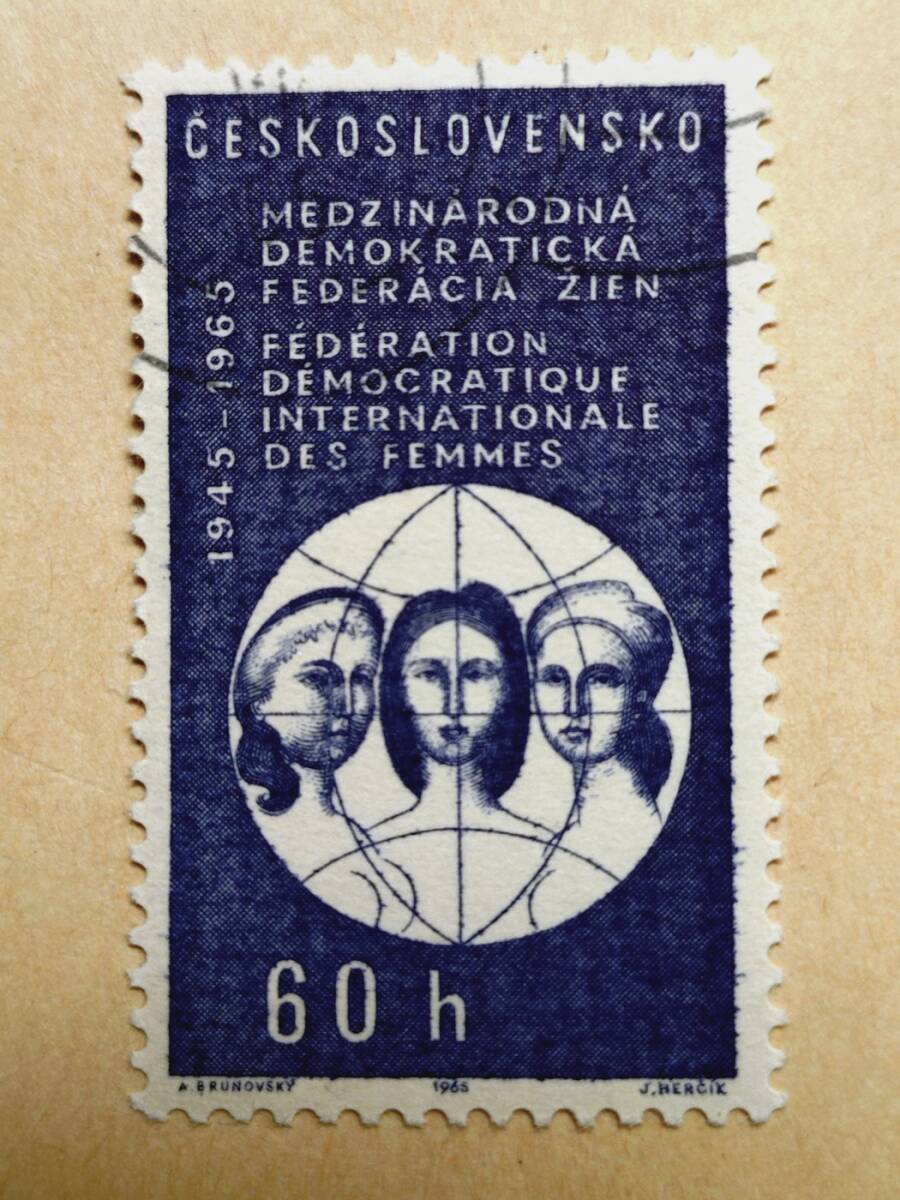 ČESKOSLOVENSKO
MEDZINÁRODNÁ
DEMOKRATICKÁ
FEDERÁCIA ŽIEN
FÉDÉRATION
DÉMOCRATIQUE
INTERNATIONALE
DES FEMMES
1945-1965
60 h
A. BRUNOVSKÝ 1965 J. HERČÍK